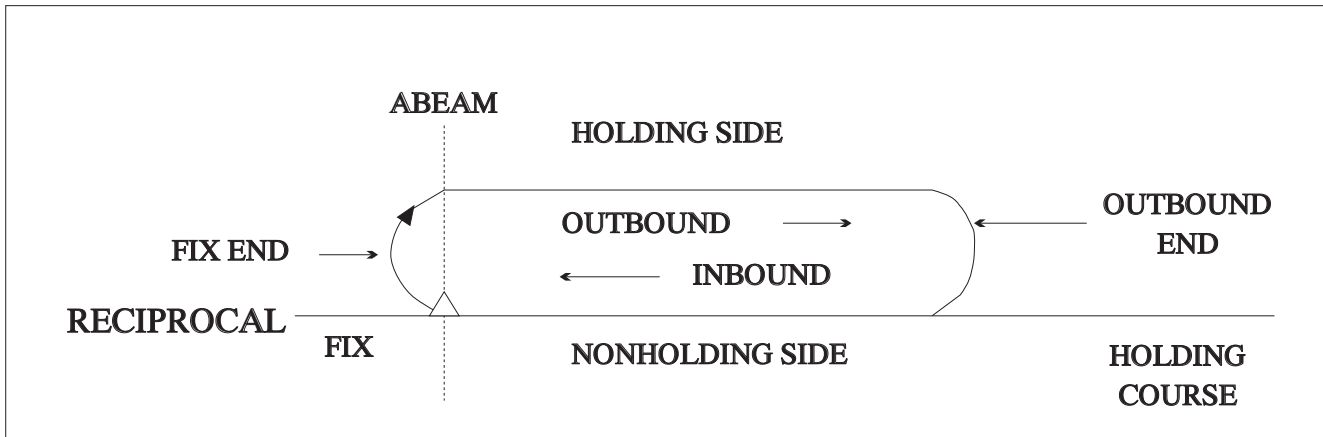 ABEAM
HOLDING SIDE
OUTBOUND
OUTBOUND
END
FIX END
INBOUND
RECIPROCAL
FIX
NONHOLDING SIDE
HOLDING
COURSE